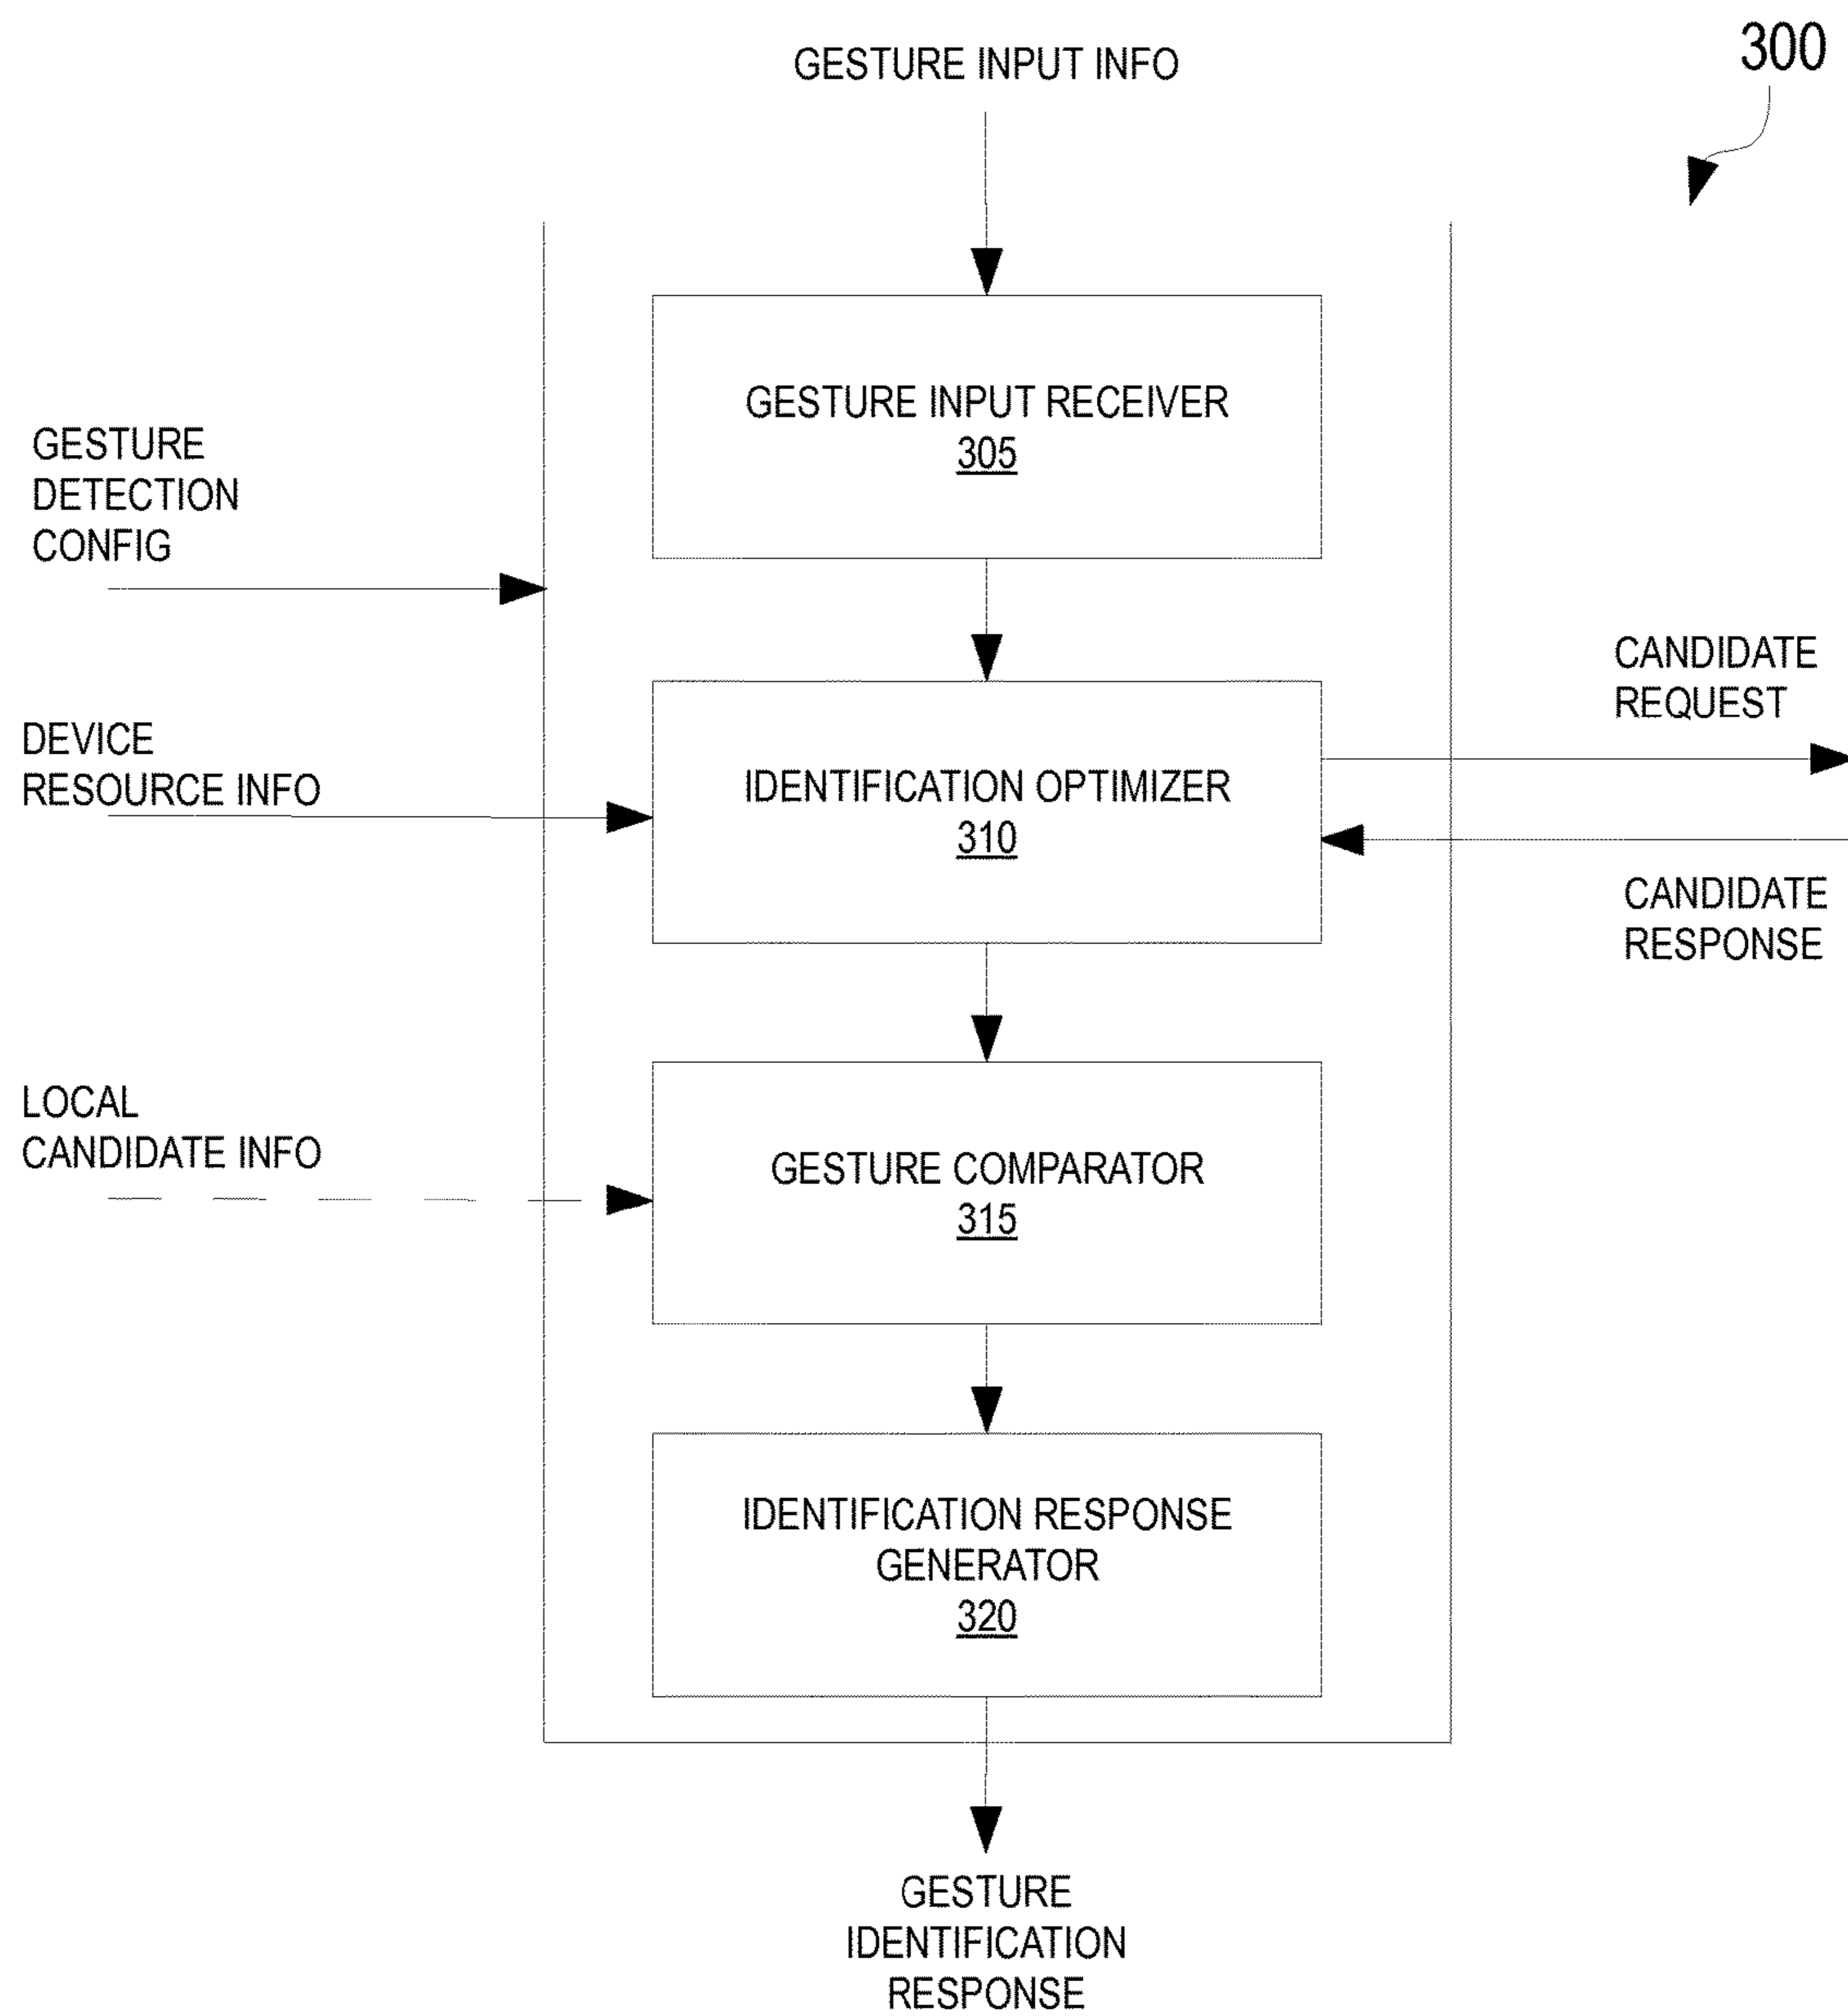 300
GESTURE INPUT INFO
GESTURE INPUT RECEIVER
305
GESTURE
DETECTION
CONFIG
DEVICE
RESOURCE INFO
IDENTIFICATION OPTIMIZER
310
CANDIDATE
REQUEST
CANDIDATE
RESPONSE
LOCAL
CANDIDATE INFO
GESTURE COMPARATOR
315
IDENTIFICATION RESPONSE
GENERATOR
320
GESTURE
IDENTIFICATION
RESPONSE